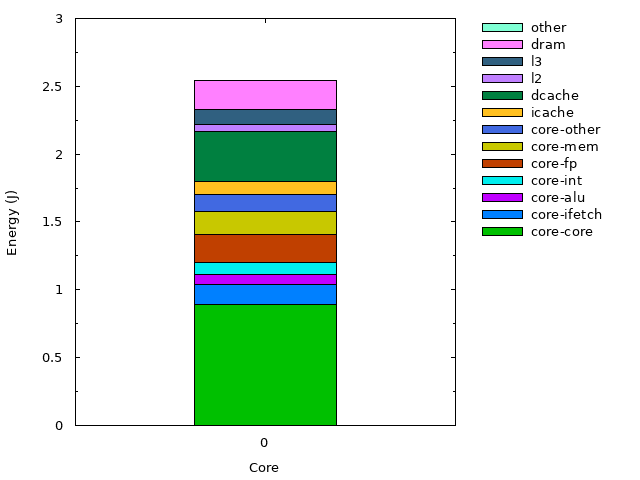 3
2.5
2
1.5
1
0.5
0
Energy (J)
0
Core
other
dram
l3
l2
dcache
icache
core-other
core-mem
core-fp
core-int
core-alu
core-ifetch
core-core